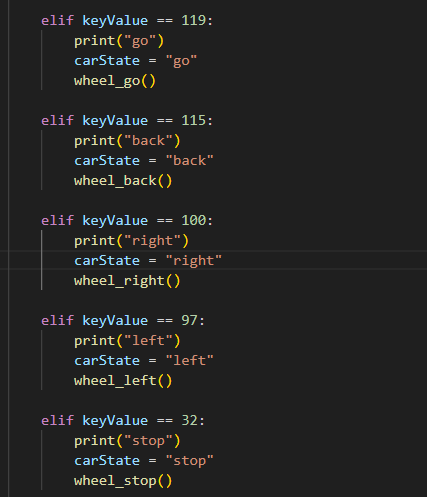 elif keyValue == 119:
print("go")
carState = "go"
wheel_go()
elif keyValue == 115:
print("back")
carState = "back"
wheel_back()
elif keyValue == 100:
print("right")
carState = "right"
wheel_right()
elif keyValue == 97:
print("left")
carState = "left"
wheel_left()
elif keyValue == 32:
print("stop")
carState = "stop"
wheel_stop()